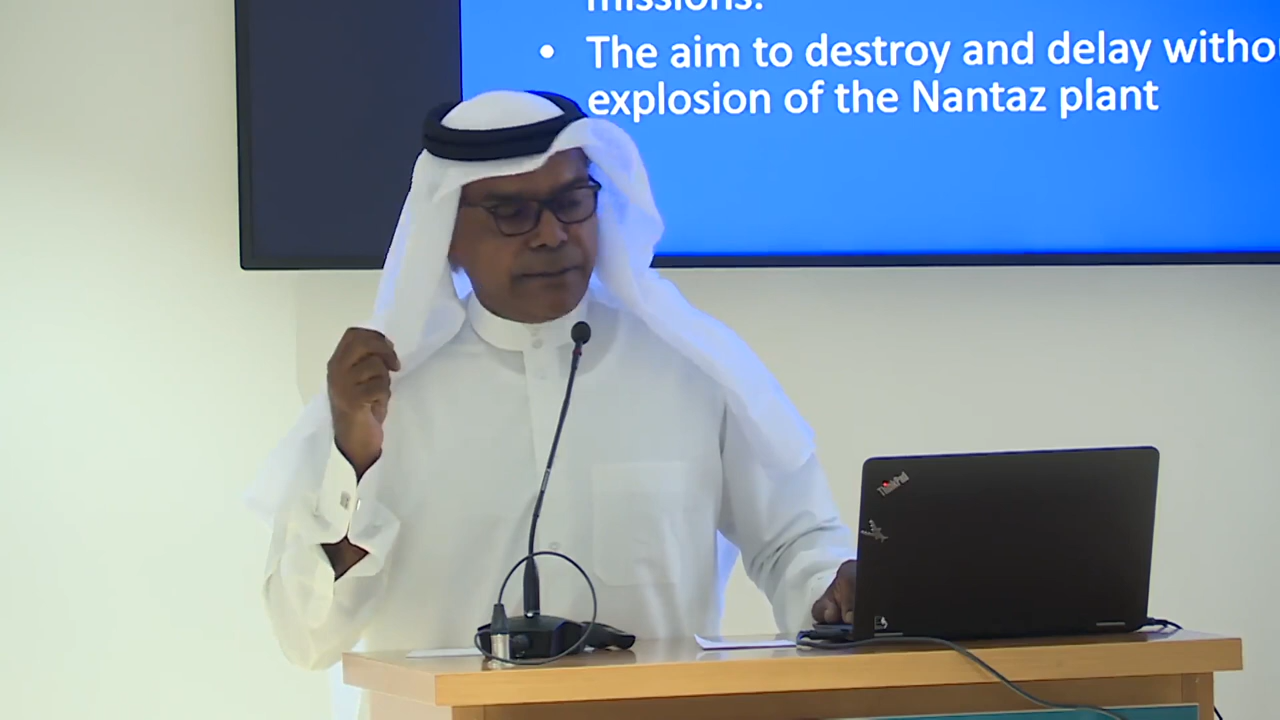 missions.
• The aim to destroy and delay witho
explosion of the Nantaz plant
ThinkPad